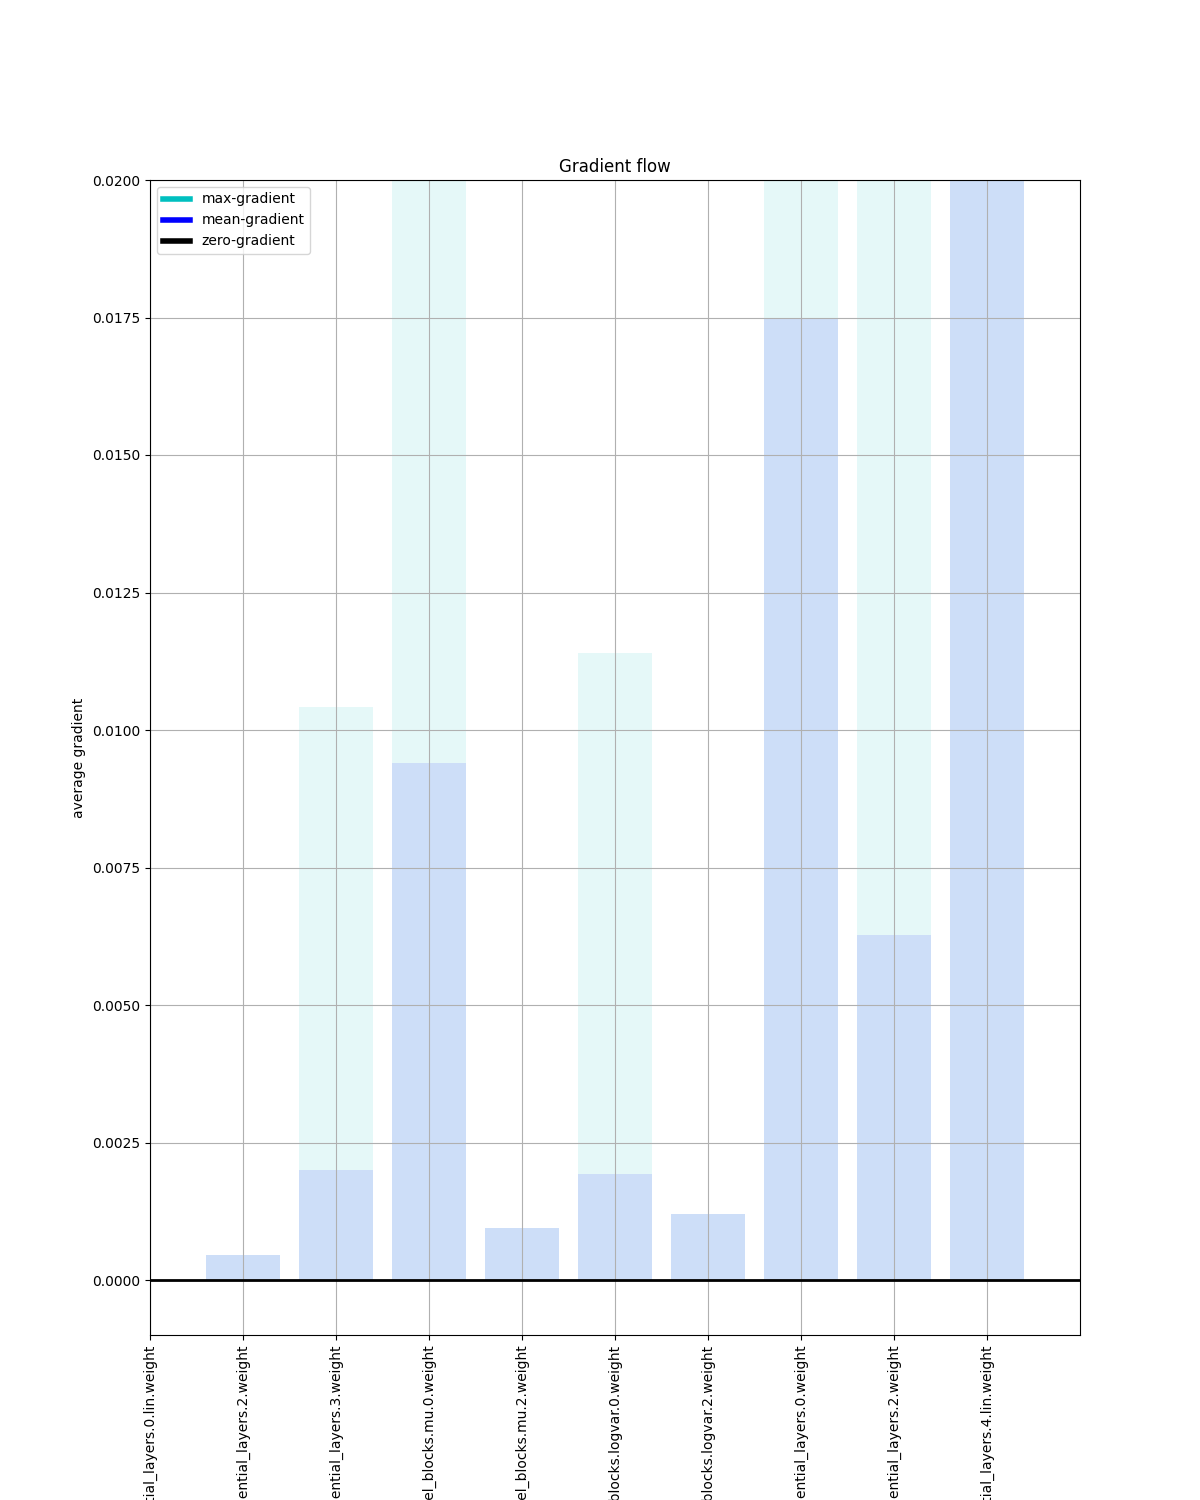 Gradient flow
max-gradient
mean-gradient
zero-gradient
0.0200
0.0175
0.0150
0.0125
0.0100
0.0075
0.0050
0.0025
0.0000
average gradient
tial_layers.0.lin.weight
ential_layers.2.weight
ential_layers.3.weight
el_blocks.mu.0.weight
el_blocks.mu.2.weight
blocks.logvar.0.weight
blocks.logvar.2.weight
ential_layers.0.weight
ential_layers.2.weight
tial_layers.4.lin.weight